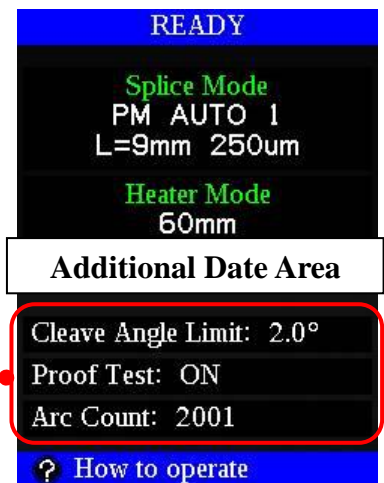 READY
Splice Mode
PM AUTO 1
L=9mm 250um
Heater Mode
60mm
Additional Date Area
Cleave Angle Limit: 2.0°
Proof Test: ON
Arc Count: 2001
? How to operate